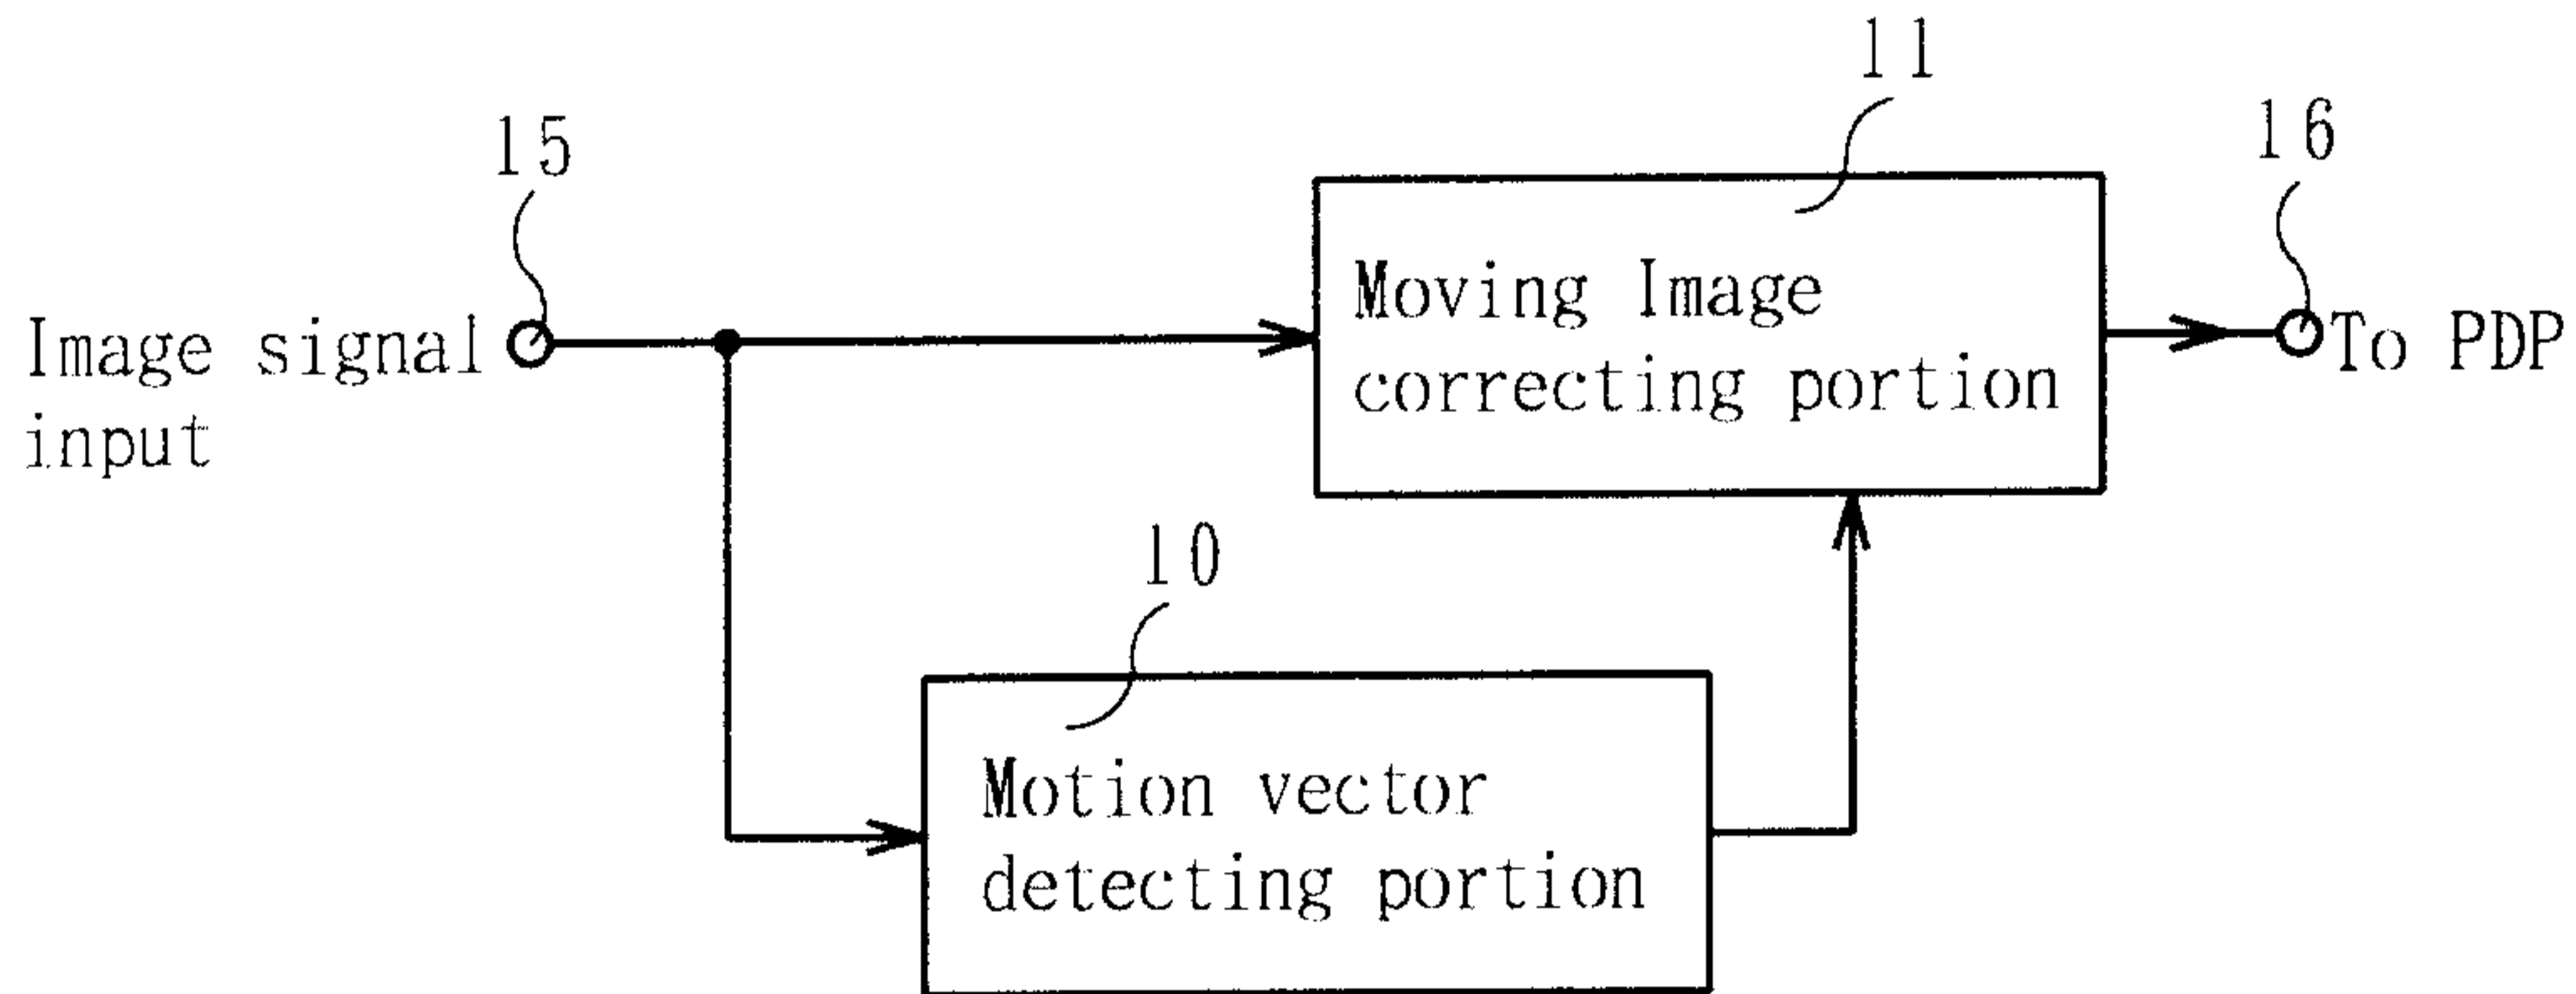 11
15
16
Image signal
input
Moving Image
correcting portion
To PDP
10
Motion vector
detecting portion